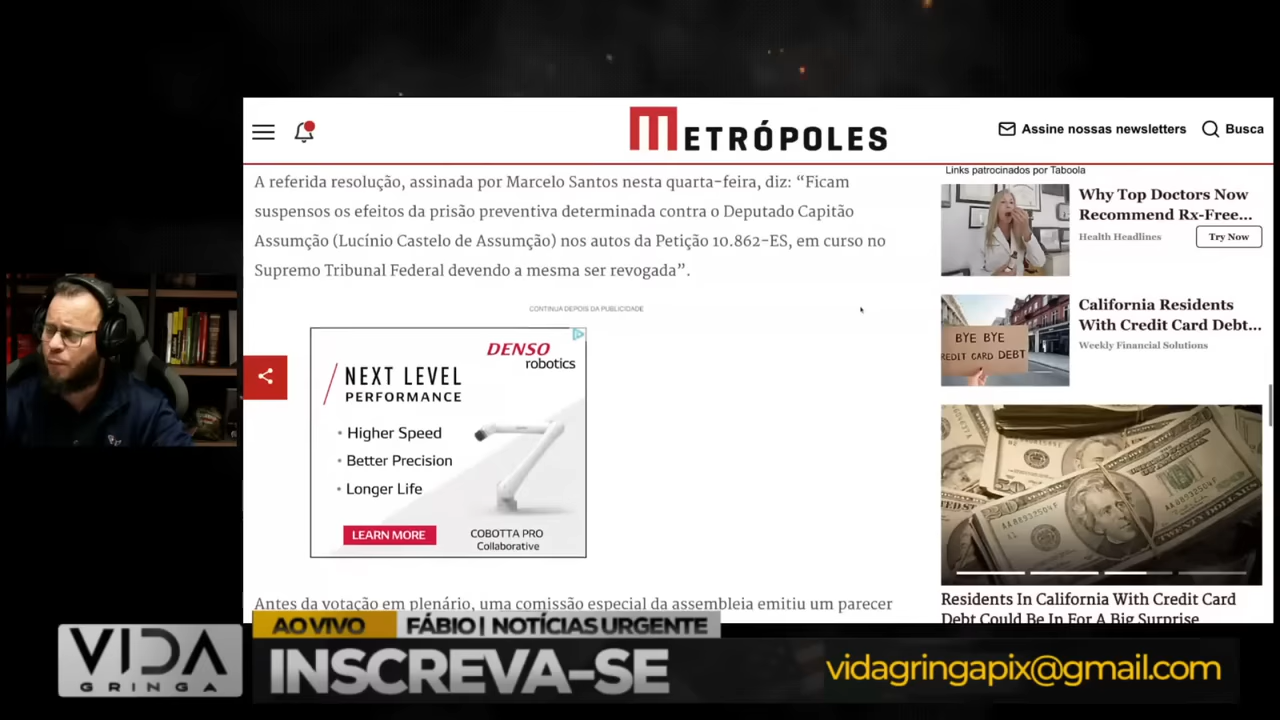 METRÓPOLES
Assine nossas newsletters
Busca
A referida resolução, assinada por Marcelo Santos nesta quarta-feira, diz: “Ficam
suspensos os efeitos da prisão preventiva determinada contra o Deputado Capitão
Assumção (Lucínio Castelo de Assumção) nos autos da Petição 10.862-ES, em curso no
Supremo Tribunal Federal devendo a mesma ser revogada”.
CONTINUA DEPOIS DA PUBLICIDADE
DENSO
robotics
NEXT LEVEL
PERFORMANCE
• Higher Speed
• Better Precision
• Longer Life
LEARN MORE
COBOTTA PRO
Collaborative
Antes da votação em plenário, uma comissão especial da assembleia emitiu um parecer
Links patrocinados por Taboola
Why Top Doctors Now
Recommend Rx-Free...
Health Headlines
Try Now
BYE BYE
REDIT CARD DEBT
California Residents
With Credit Card Debt...
Weekly Financial Solutions
Residents In California With Credit Card
Debt Could Be In For A Big Surprise
VIDA
GRINGA
AO VIVO
FÁBIO | NOTÍCIAS URGENTE
INSCREVA-SE
vidagringapix@gmail.com